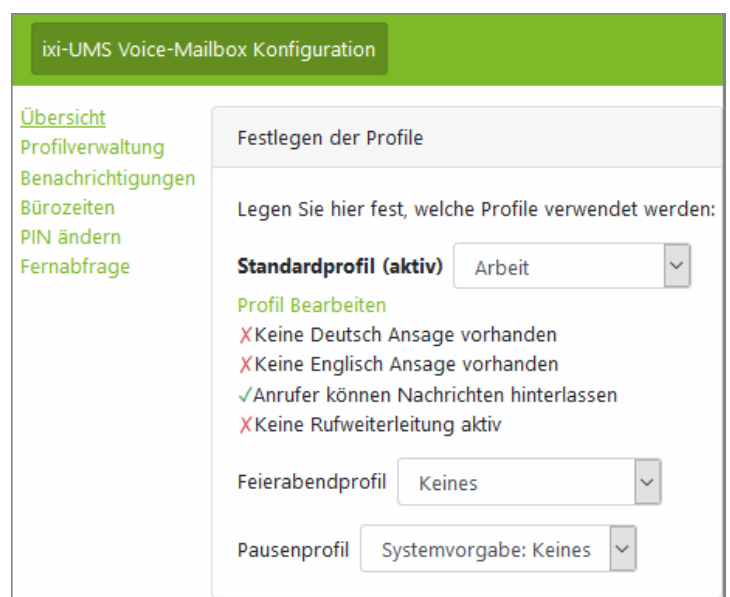 ixi-UMS Voice-Mailbox Konfiguration
Übersicht
Profilverwaltung
Benachrichtigungen
Bürozeiten
PIN ändern
Fernabfrage
Festlegen der Profile
Legen Sie hier fest, welche Profile verwendet werden:
Standardprofil (aktiv) Arbeit
Profil Bearbeiten
✗Keine Deutsch Ansage vorhanden
✗Keine Englisch Ansage vorhanden
✓Anrufer können Nachrichten hinterlassen
✗Keine Rufweiterleitung aktiv
Feierabendprofil Keines
Pausenprofil Systemvorgabe: Keines